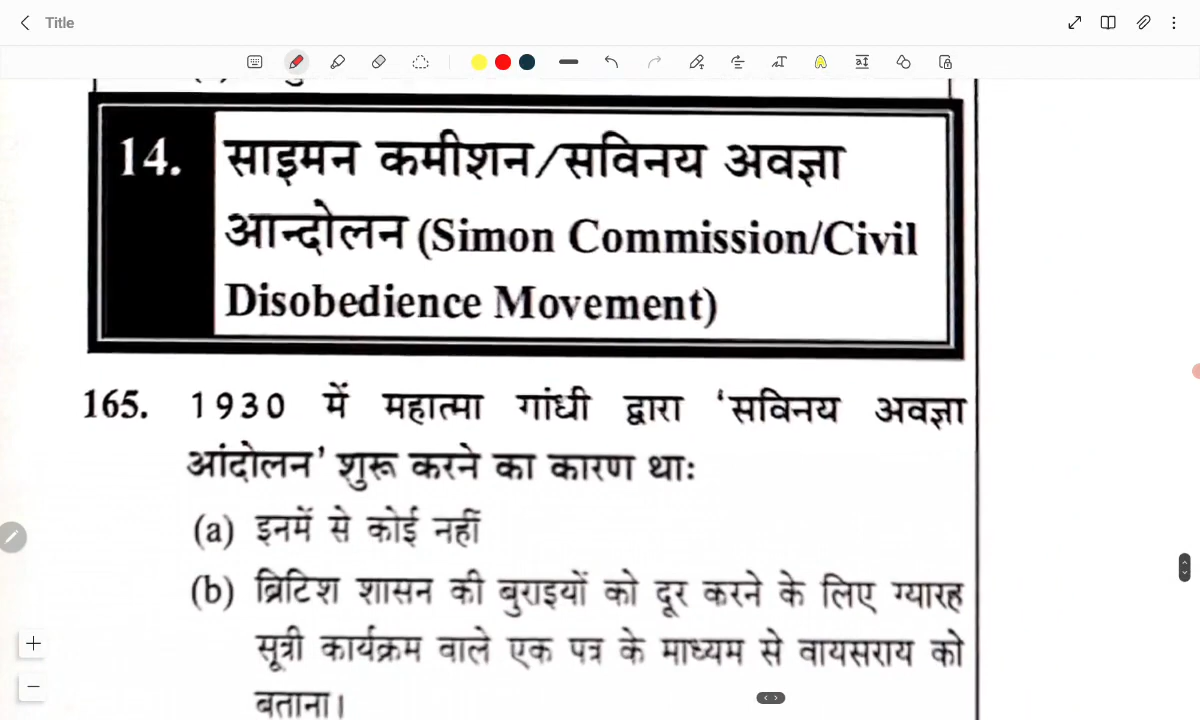 Title
14. साइमन कमीशन/सविनय अवज्ञा
आन्दोलन (Simon Commission/Civil
Disobedience Movement)
165. 1930 में महात्मा गांधी द्वारा ‘सविनय अवज्ञा
आंदोलन’ शुरू करने का कारण थाः
(a) इनमें से कोई नहीं
(b) ब्रिटिश शासन की बुराइयों को दूर करने के लिए ग्यारह
सूत्री कार्यक्रम वाले एक पत्र के माध्यम से वायसराय को
बताना।